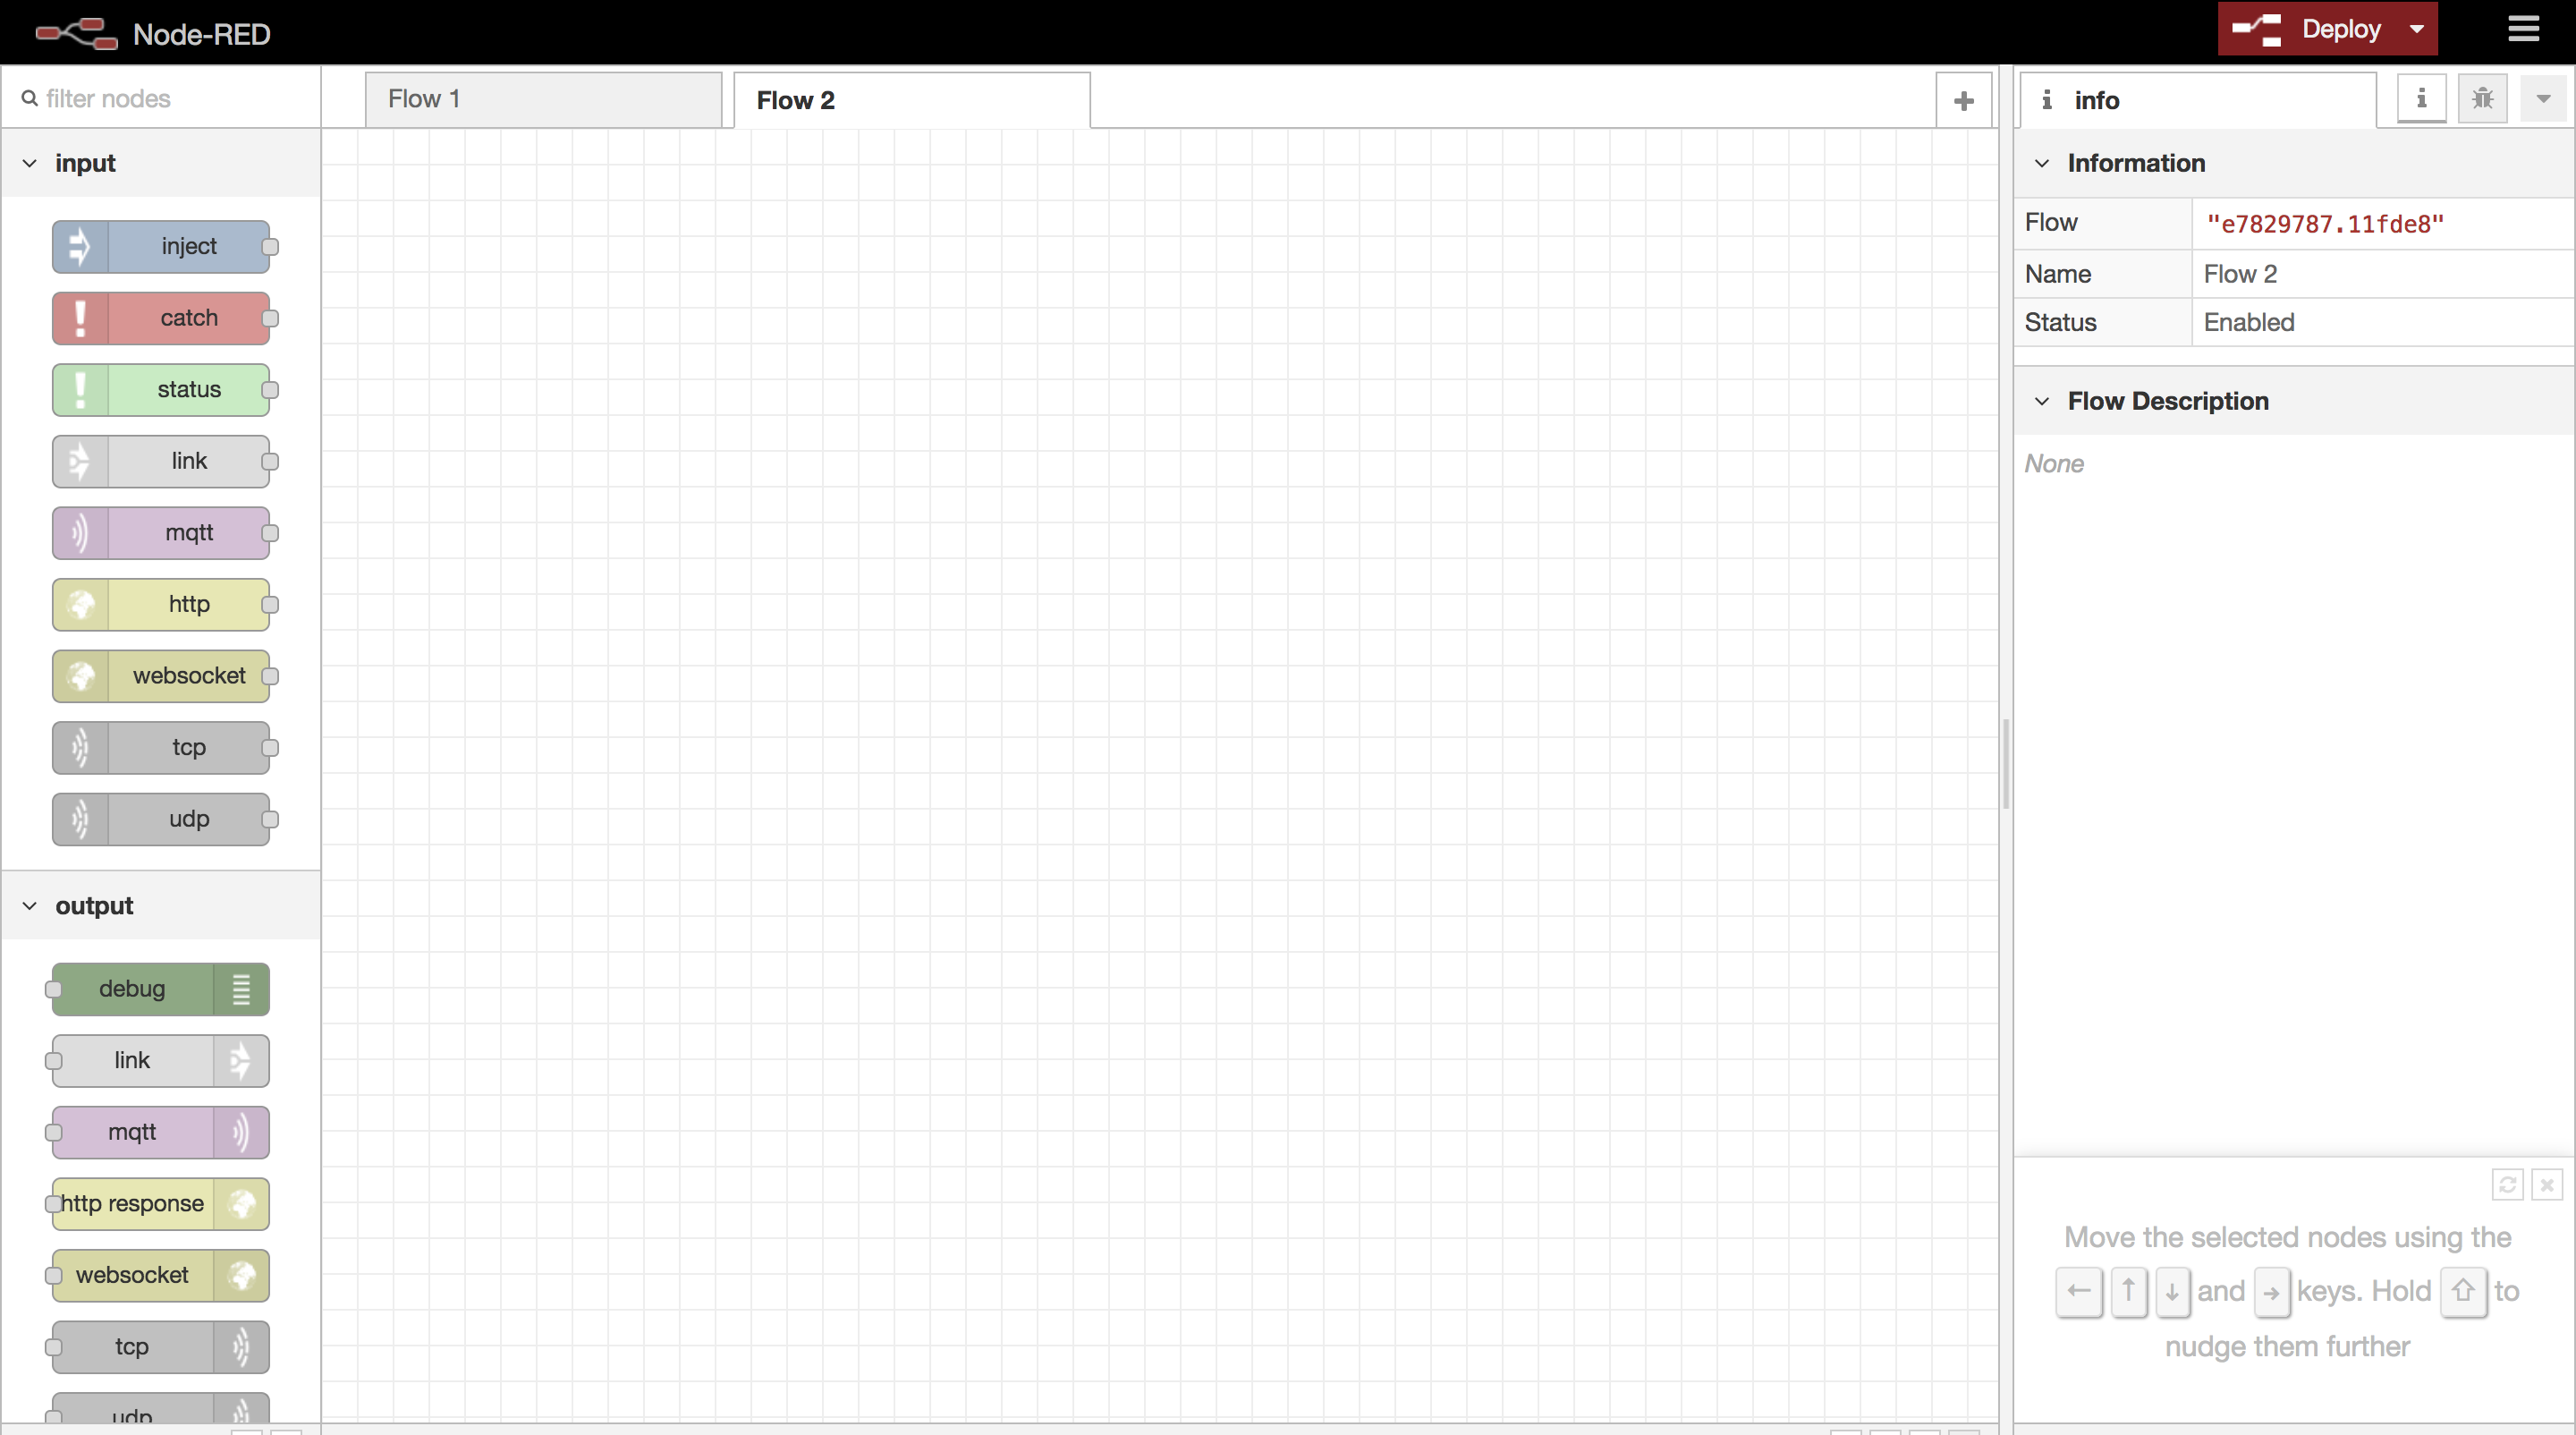 Node-RED
Deploy
filter nodes
Flow 1
Flow 2
info
input
inject
catch
status
link
mqtt
http
websocket
tcp
udp
output
debug
link
mqtt
http response
websocket
tcp
udp
Information
Flow "e7829787.11fde8"
Name Flow 2
Status Enabled
Flow Description
None
Move the selected nodes using the
← ↑ ↓ and → keys. Hold ⇧ to
nudge them further